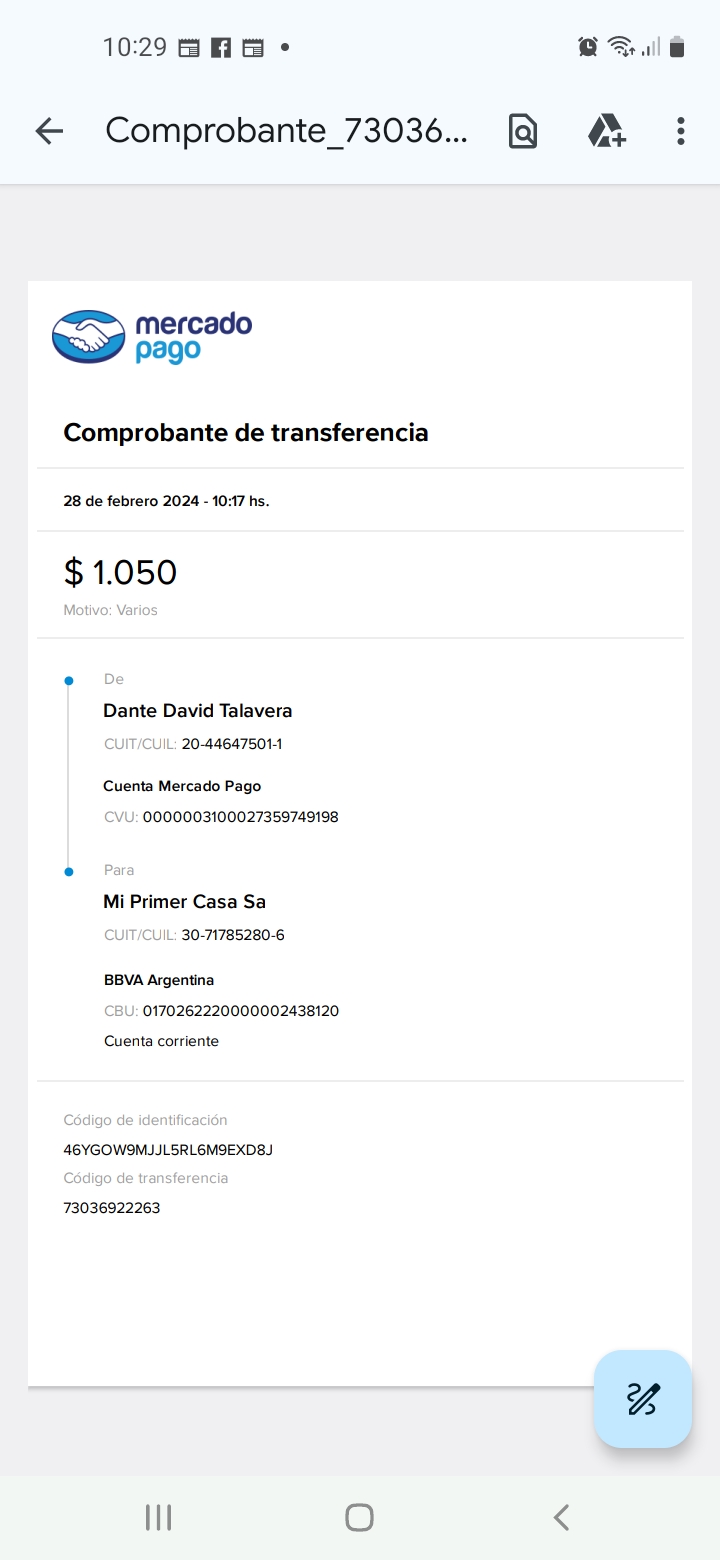 10:29
Comprobante_73036...
mercado
pago
Comprobante de transferencia
28 de febrero 2024 - 10:17 hs.
$ 1.050
Motivo: Varios
De
Dante David Talavera
CUIT/CUIL: 20-44647501-1
Cuenta Mercado Pago
CVU: 0000003100027359749198
Para
Mi Primer Casa Sa
CUIT/CUIL: 30-71785280-6
BBVA Argentina
CBU: 0170262220000002438120
Cuenta corriente
Código de identificación
46YGOW9MJJL5RL6M9EXD8J
Código de transferencia
73036922263